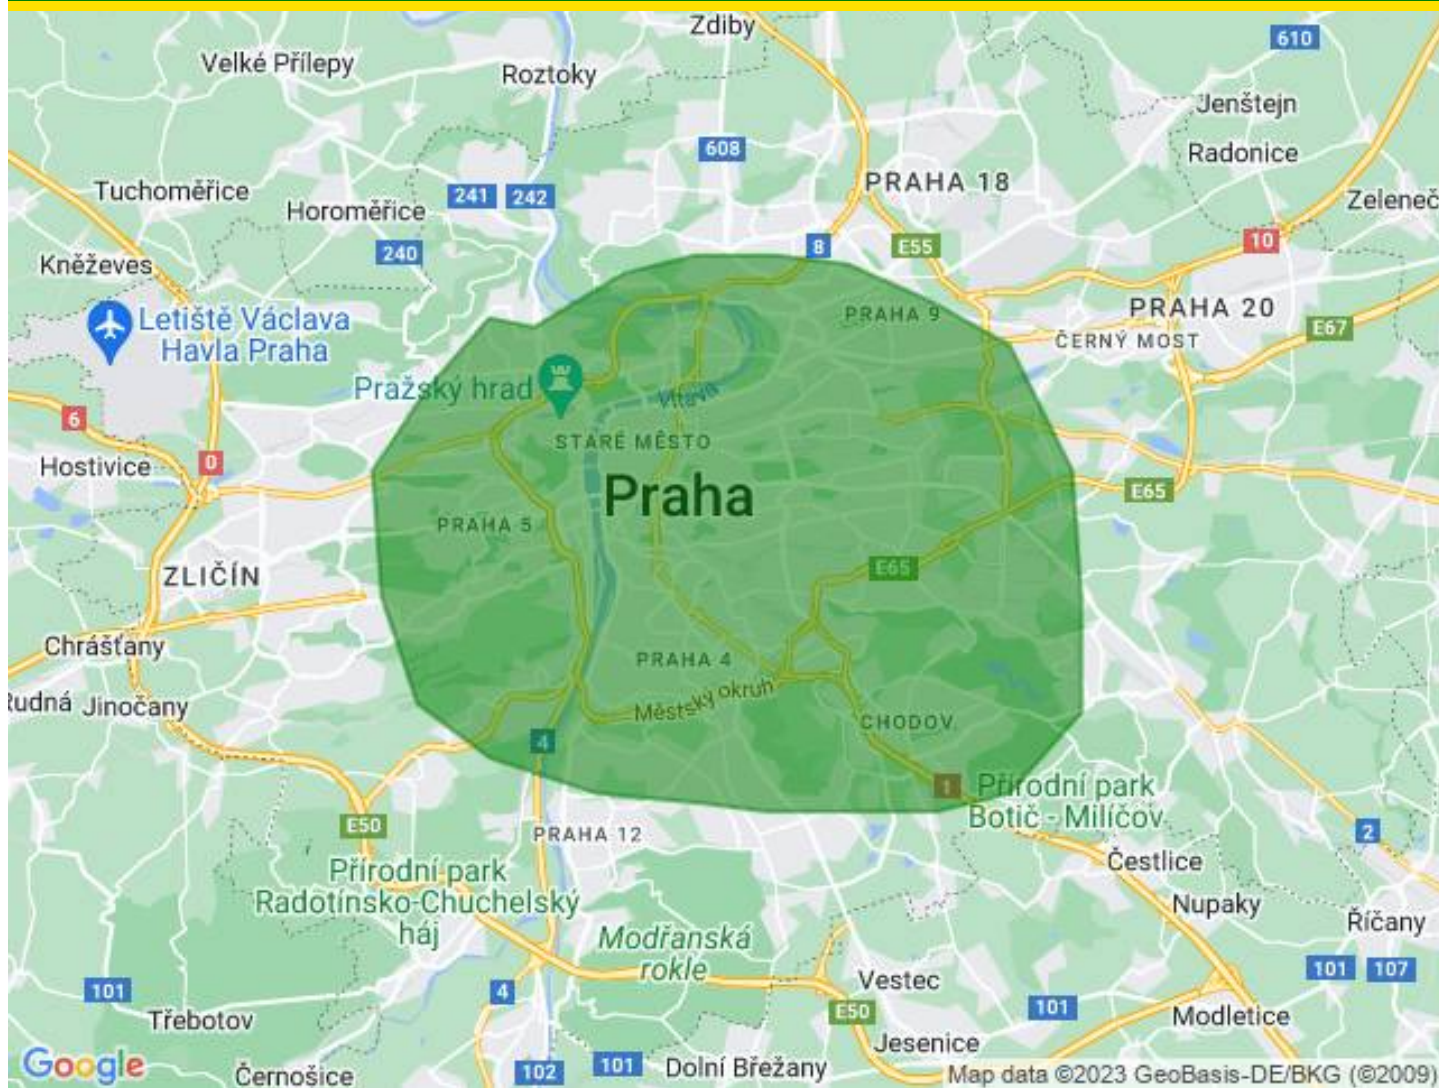 Zdiby
610
Velké Přílepy
Roztoky
Jenštejn
608
Radonice
Tuchoměřice
241
242
PRAHA 18
Zeleneč
Horoměřice
240
8
E55
10
Kněževes
PRAHA 9
PRAHA 20
Letiště Václava
Havla Praha
E67
ČERNÝ MOST
Pražský hrad
Vltava
6
STARÉ MĚSTO
Hostivice
0
E65
Praha
PRAHA 5
ZLIČÍN
E65
Chrášťany
PRAHA 4
Rudná
Jinočany
Městský okruh
CHODOV
4
1
Přírodní park
Botič - Milíčov
E50
PRAHA 12
2
Čestlice
Přírodní park
Radotínsko-Chuchelský
háj
Nupaky
Říčany
Modřanská
rokle
101
107
Vestec
101
4
101
E50
Třebotov
Modletice
Jesenice
Google
Černošice
102
101
Dolní Břežany
Map data ©2023 GeoBasis-DE/BKG (©2009)